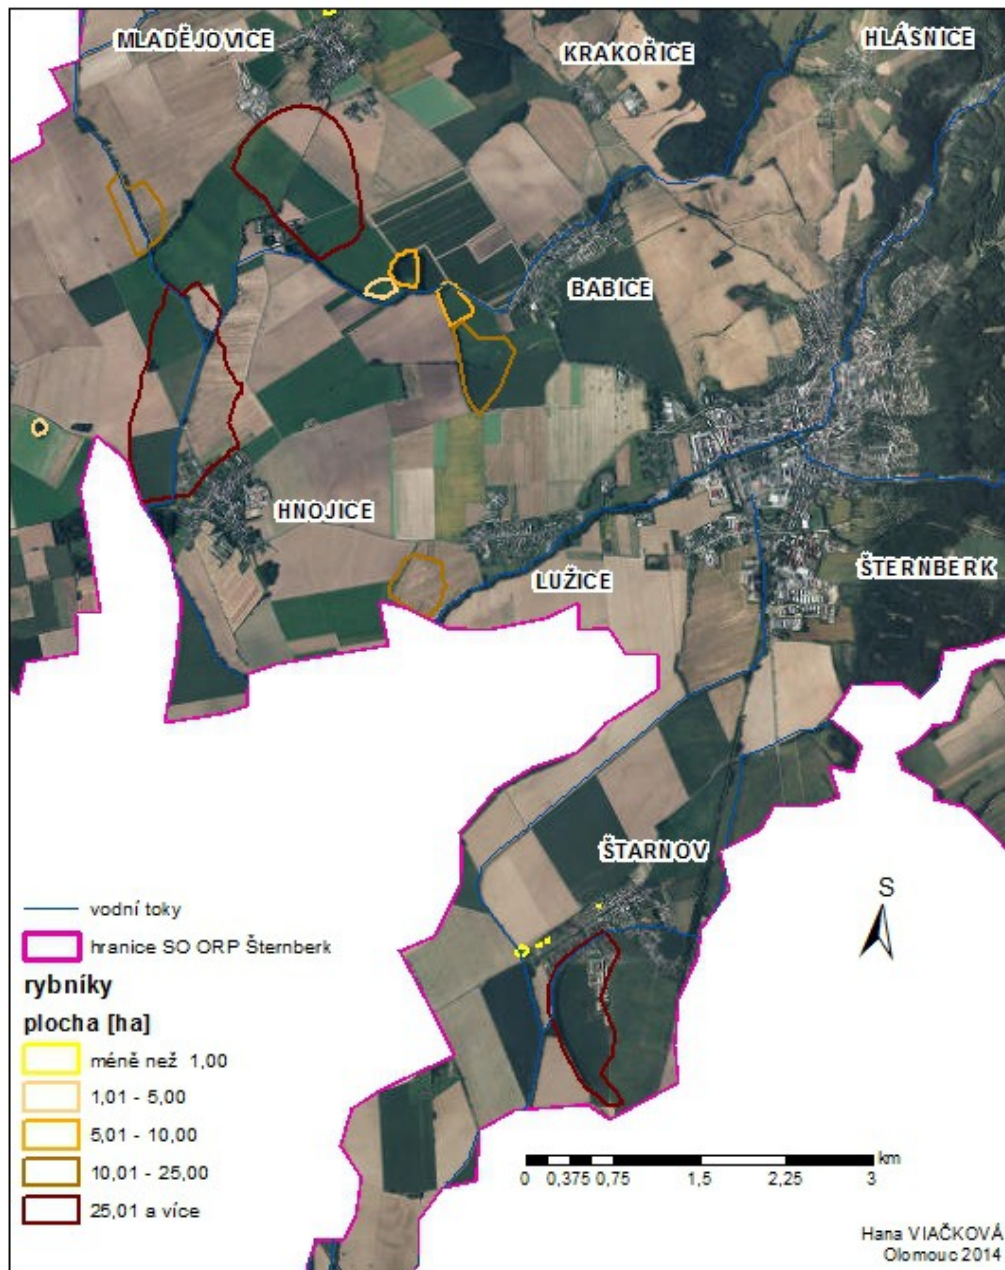 MLADĚJOVICE
KRAKOŘICE
HLÁSNICE
BABICE
HNOJICE
LUŽICE
ŠTERNBERK
ŠTARNOV
S
vodní toky
hranice SO ORP Šternberk
rybníky
plocha [ha]
méně než 1,00
1,01 - 5,00
5,01 - 10,00
10,01 - 25,00
25,01 a více
km
0 0,375 0,75 1,5 2,25 3
Hana VIAČKOVÁ
Olomouc 2014